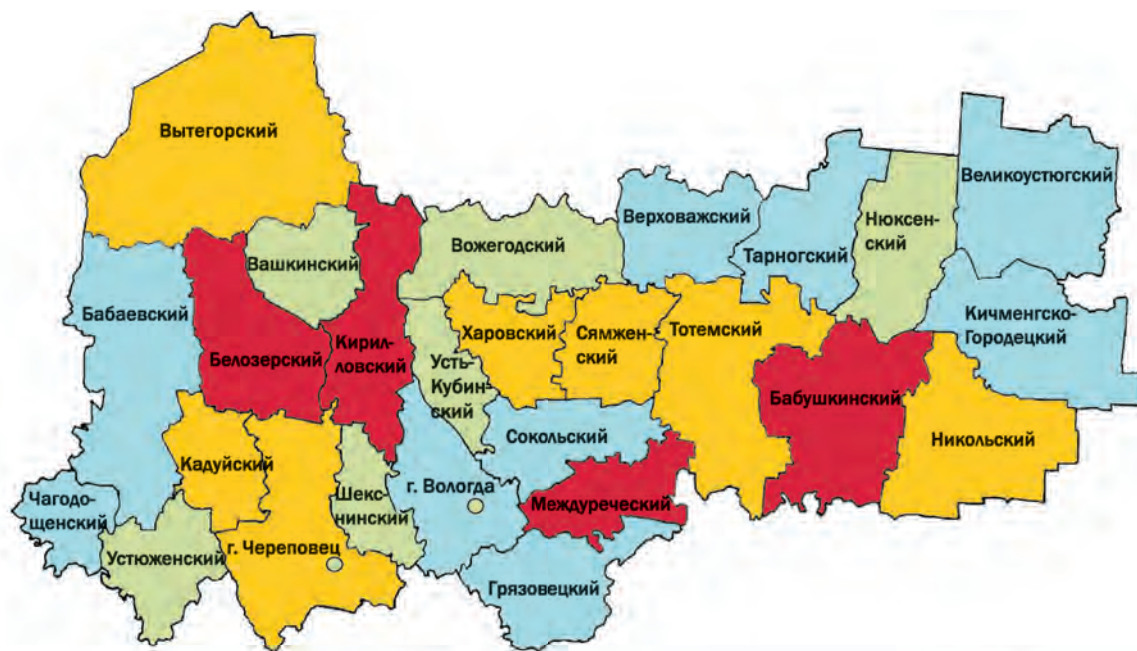 Вытегорский
Великоустюгский
Верховажский
Нюксен-
ский
Вожегодский
Тарногский
Вашкинский
Бабаевский
Кичменгско-
Городецкий
Харовский
Сямжен-
ский
Тотемский
Белозерский
Кирил-
ловский
Усть-
Кубин-
ский
Бабушкинский
Сокольский
Никольский
Кадуйский
Чагодо-
щенский
Шекс-
нинский
г. Вологда
Междуреческий
Устюженский
г. Череповец
Грязовецкий